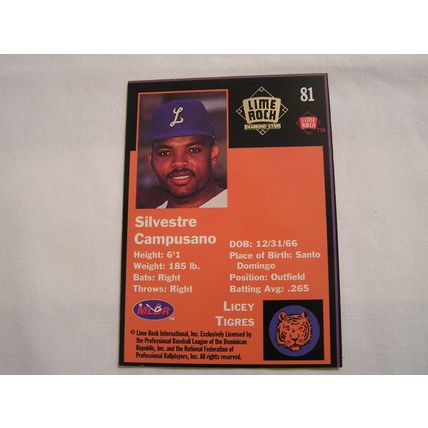 L
LIME
ROCK
DIAMOND STARS
81
LIME
ROCK
TM
Silvestre
Campusano
Height: 6'1
Weight: 185 lb.
Bats: Right
Throws: Right
DOB: 12/31/66
Place of Birth: Santo
Domingo
Position: Outfield
Batting Avg: .265
LICEY
TIGRES
© Lime Rock International, Inc. Exclusively Licensed by
the Professional Baseball League of the Dominican
Republic, Inc. and the National Federation of
Professional Ballplayers, Inc. All rights reserved.